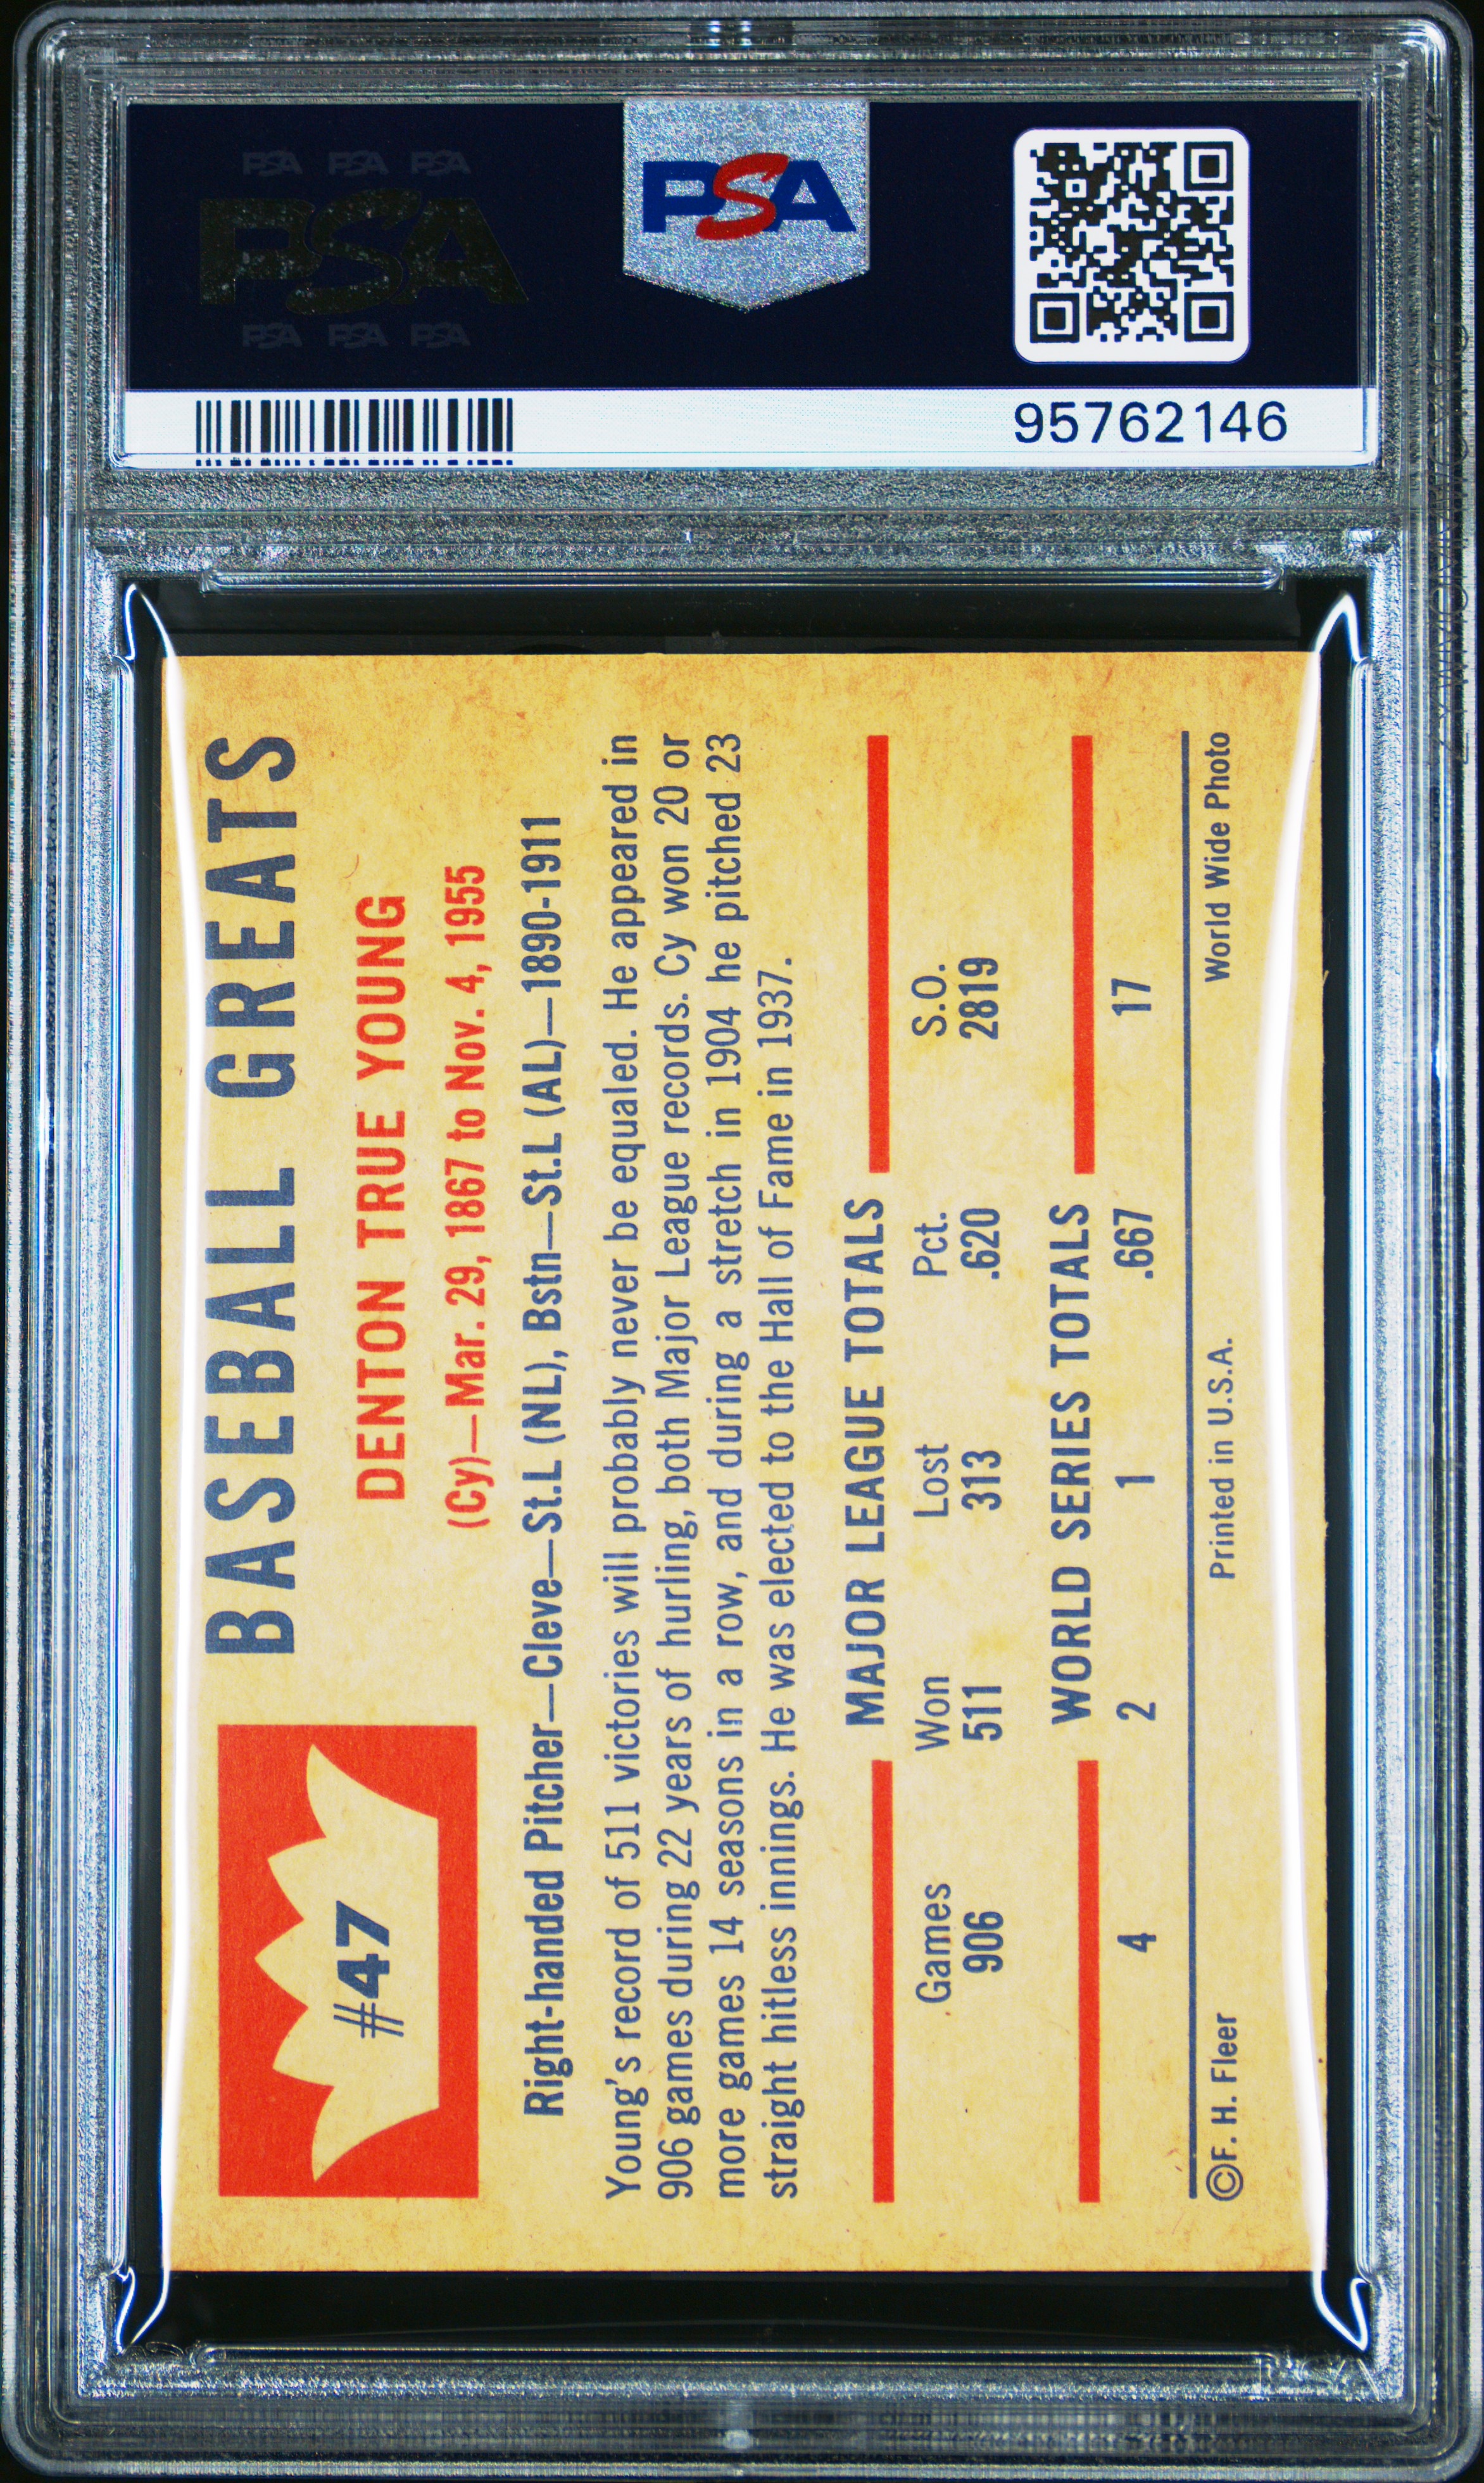 PSA PSA PSA
PSA
PSA PSA PSA
PSA
95762146
BASEBALL GREATS
#47
DENTON TRUE YOUNG
(Cy)—Mar. 29, 1867 to Nov. 4, 1955
Right-handed Pitcher—Cleve—St.L (NL), Bstn—St.L (AL)—1890-1911
Young's record of 511 victories will probably never be equaled. He appeared in
906 games during 22 years of hurling, both Major League records. Cy won 20 or
more games 14 seasons in a row, and during a stretch in 1904 he pitched 23
straight hitless innings. He was elected to the Hall of Fame in 1937.
MAJOR LEAGUE TOTALS
Games Won Lost Pct. S.O.
906 511 313 .620 2819
WORLD SERIES TOTALS
4 2 1 .667 17
©F. H. Fleer Printed in U.S.A. World Wide Photo